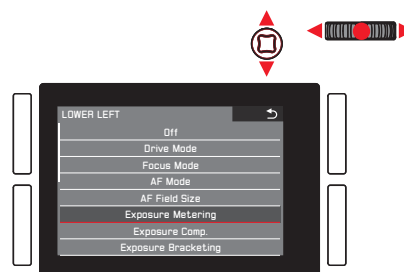 LOWER LEFT
Off
Drive Mode
Focus Mode
AF Mode
AF Field Size
Exposure Metering
Exposure Comp.
Exposure Bracketing